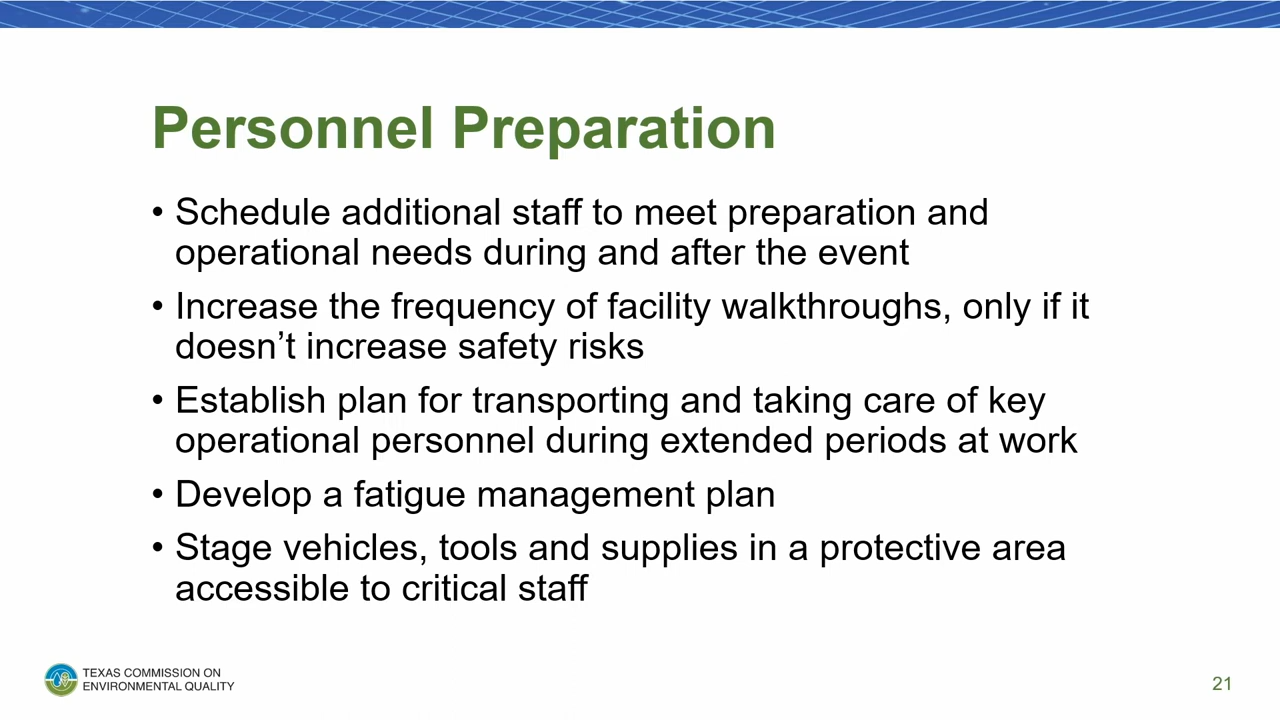 Personnel Preparation
• Schedule additional staff to meet preparation and
operational needs during and after the event
• Increase the frequency of facility walkthroughs, only if it
doesn’t increase safety risks
• Establish plan for transporting and taking care of key
operational personnel during extended periods at work
• Develop a fatigue management plan
• Stage vehicles, tools and supplies in a protective area
accessible to critical staff
TEXAS COMMISSION ON
ENVIRONMENTAL QUALITY
21